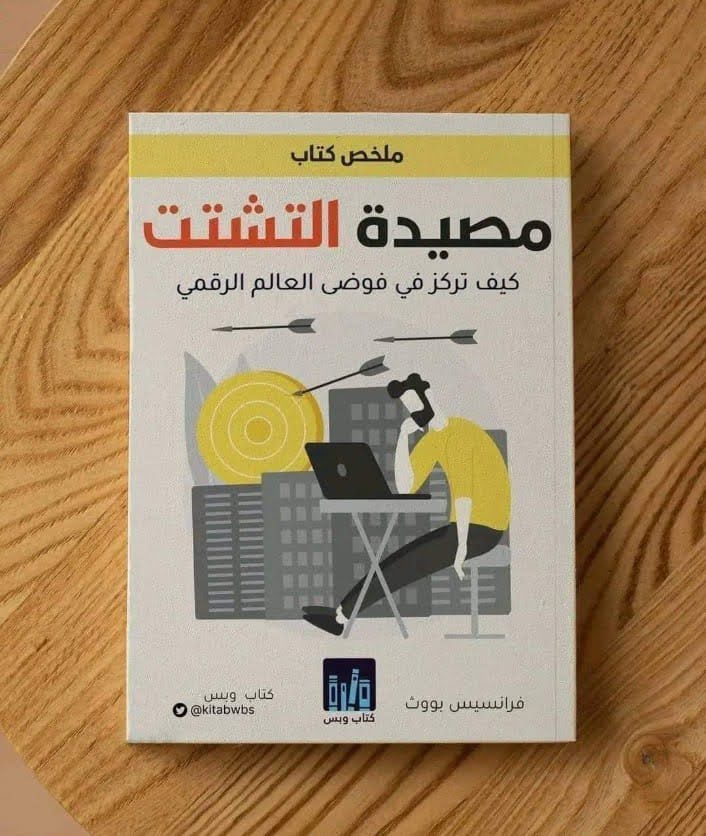 ملخص كتاب
مصيدة التشتت
كيف تركز في فوضى العالم الرقمي
فرانسيس بووث
كتاب وبس
كتاب وبس
@kitabwbs